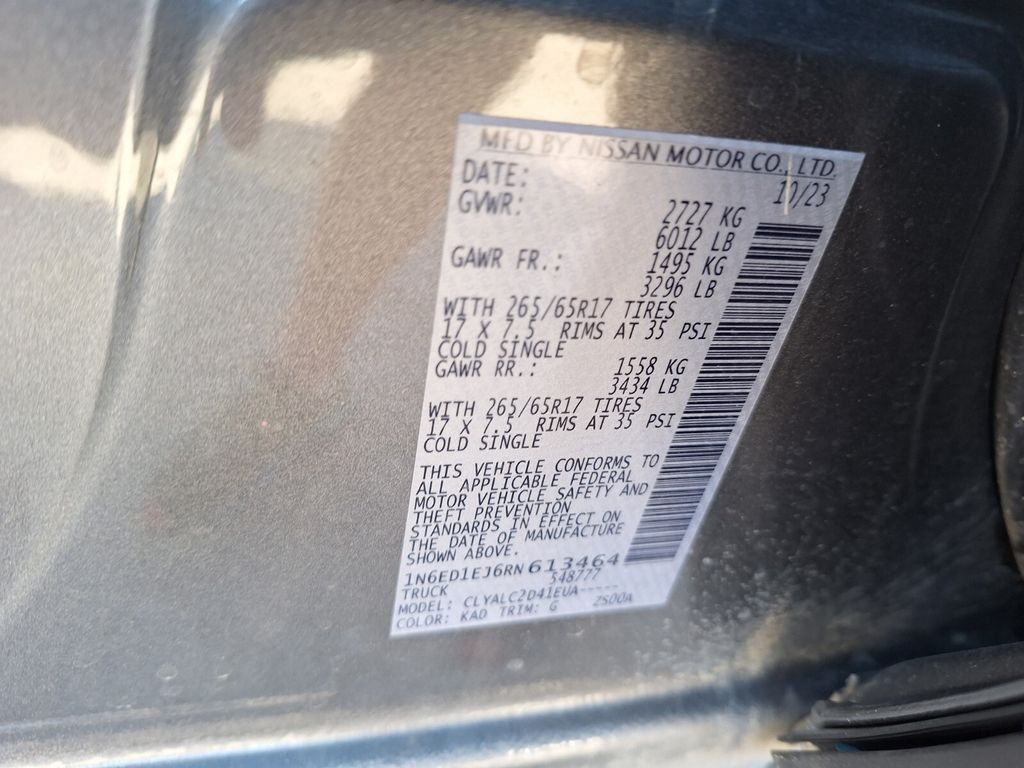 MFD BY NISSAN MOTOR CO., LTD.
DATE: 10/23
GVWR: 2727 KG
6012 LB
GAWR FR.: 1495 KG
3296 LB
WITH 265/65R17 TIRES
17 X 7.5 RIMS AT 35 PSI
COLD SINGLE
GAWR RR.: 1558 KG
3434 LB
WITH 265/65R17 TIRES
17 X 7.5 RIMS AT 35 PSI
COLD SINGLE
THIS VEHICLE CONFORMS TO
ALL APPLICABLE FEDERAL
MOTOR VEHICLE SAFETY AND
THEFT PREVENTION
STANDARDS IN EFFECT ON
THE DATE OF MANUFACTURE
SHOWN ABOVE.
1N6ED1EJ6RN613464
TRUCK 548777
MODEL: CLYALC2D41EUA-----
COLOR: KAD TRIM: G ZS00A